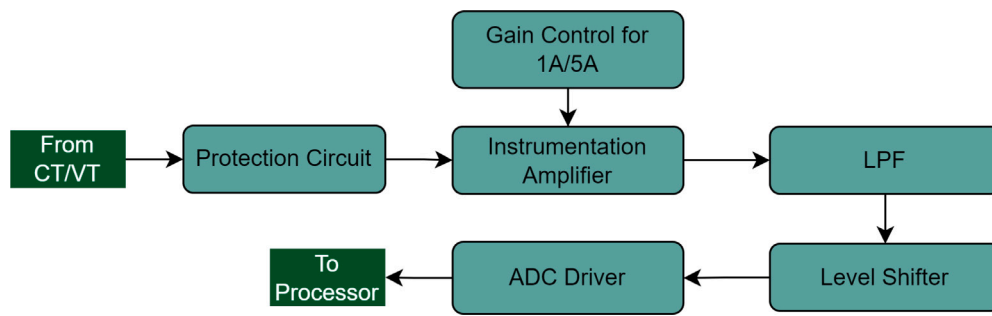 Gain Control for
1A/5A
From
CT/VT
Protection Circuit
Instrumentation
Amplifier
LPF
To
Processor
ADC Driver
Level Shifter